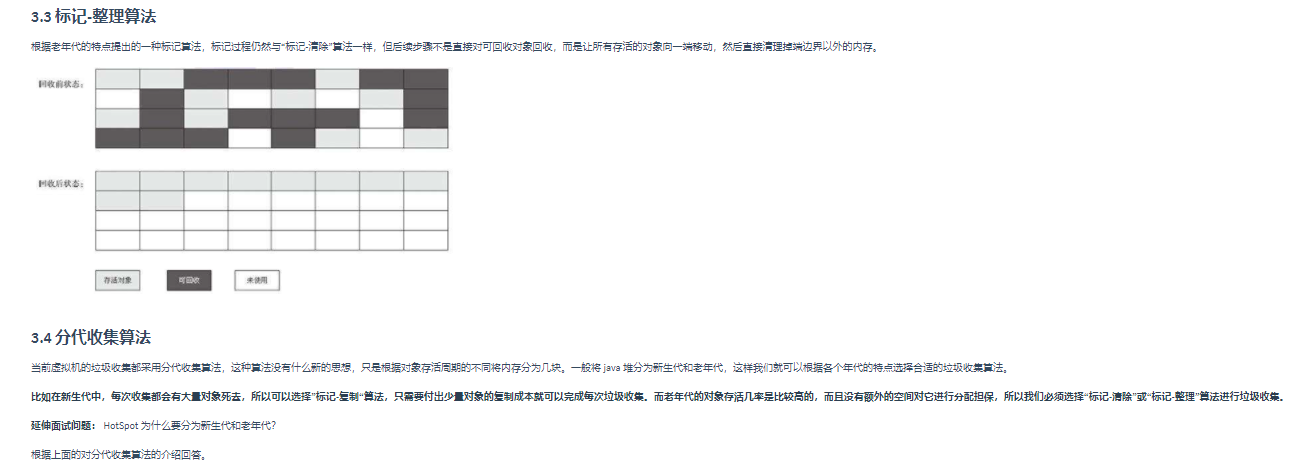 3.3 标记-整理算法
根据老年代的特点提出的一种标记算法，标记过程仍然与“标记-清除”算法一样，但后续步骤不是直接对可回收对象回收，而是让所有存活的对象向一端移动，然后直接清理掉端边界以外的内存。
回收前状态：
回收后状态：
存活对象 可回收 未使用
3.4 分代收集算法
当前虚拟机的垃圾收集都采用分代收集算法，这种算法没有什么新的思想，只是根据对象存活周期的不同将内存分为几块。一般将 java 堆分为新生代和老年代，这样我们就可以根据各个年代的特点选择合适的垃圾收集算法。
比如在新生代中，每次收集都会有大量对象死去，所以可以选择”标记-复制“算法，只需要付出少量对象的复制成本就可以完成每次垃圾收集。而老年代的对象存活几率是比较高的，而且没有额外的空间对它进行分配担保，所以我们必须选择“标记-清除”或“标记-整理”算法进行垃圾收集。
延伸面试问题： HotSpot 为什么要分为新生代和老年代？
根据上面的对分代收集算法的介绍回答。